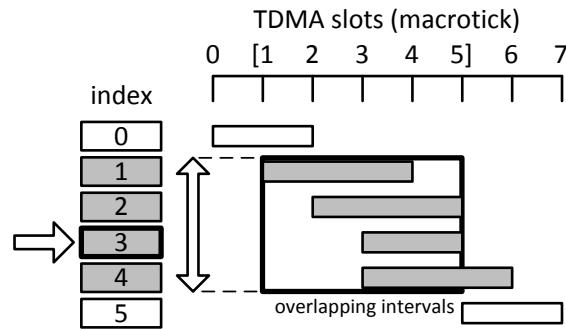 TDMA slots (macrotick)
0 [1 2 3 4 5] 6 7
index
0
1
2
3
4
overlapping intervals
5